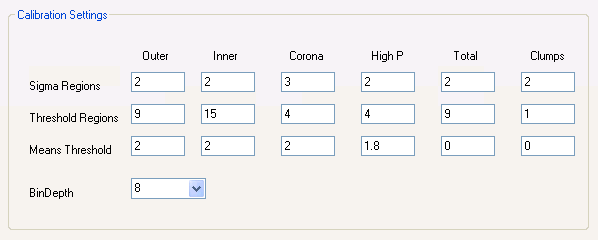 Calibration Settings
Outer Inner Corona High P Total Clumps
Sigma Regions 2 2 3 2 2 2
Threshold Regions 9 15 4 4 9 1
Means Threshold 2 2 2 1.8 0 0
BinDepth 8